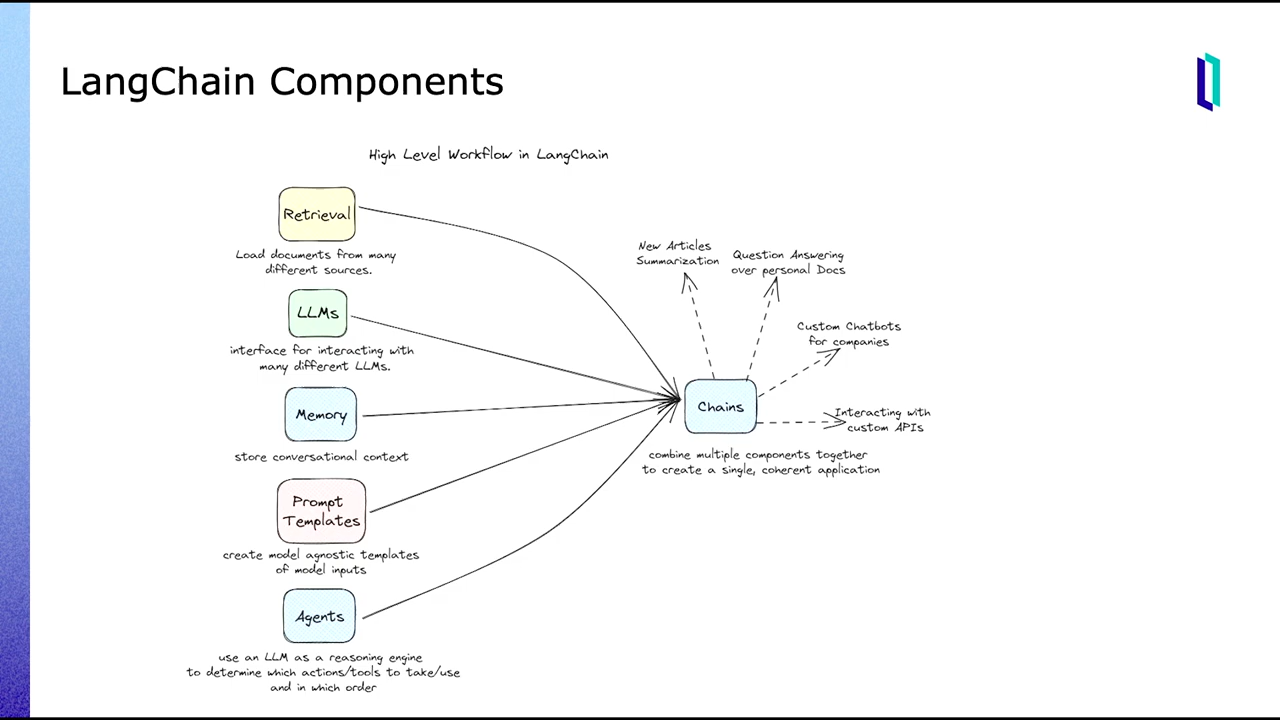 LangChain Components
High Level Workflow in LangChain
Retrieval
Load documents from many
different sources.
LLMs
interface for interacting with
many different LLMs.
Memory
store conversational context
Prompt
Templates
create model agnostic templates
of model inputs
Agents
use an LLM as a reasoning engine
to determine which actions/tools to take/use
and in which order
Chains
combine multiple components together
to create a single, coherent application
New Articles
Summarization
Question Answering
over personal Docs
Custom Chatbots
for companies
Interacting with
custom APIs